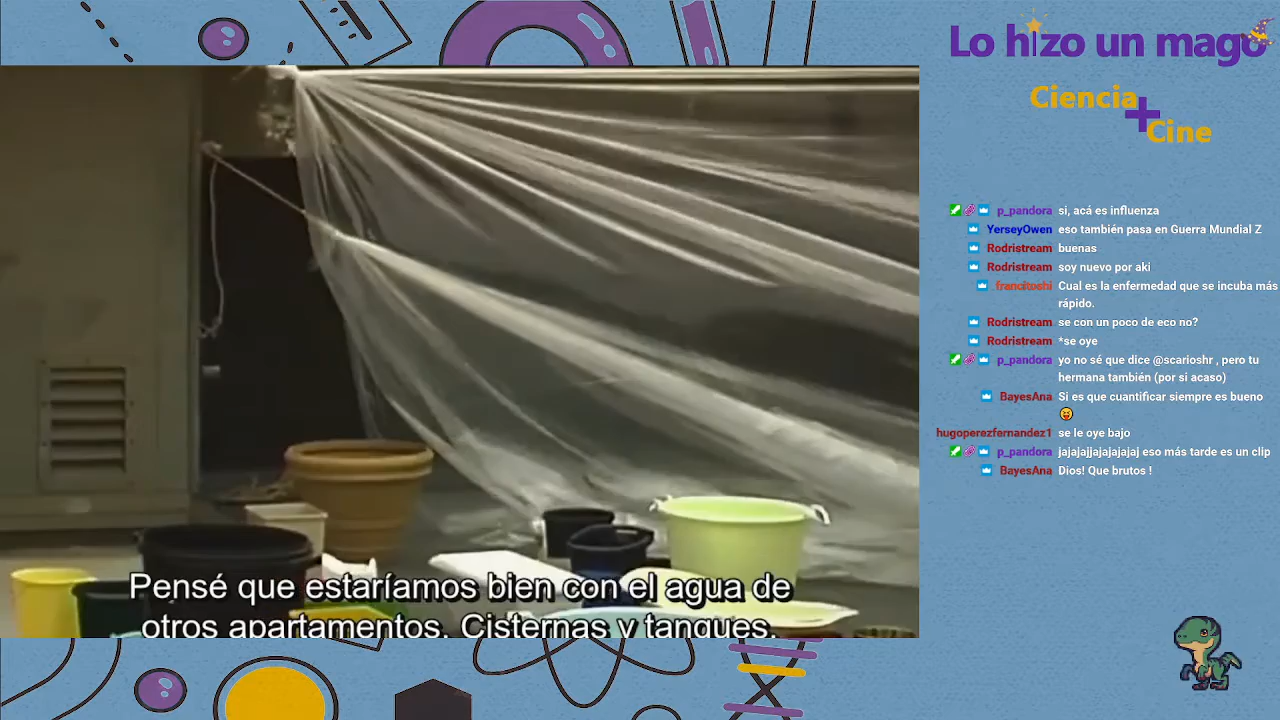 Lo hizo un mago
Ciencia
+
Cine
p_pandora si, acá es influenza
YerseyOwen eso también pasa en Guerra Mundial Z
Rodristream buenas
Rodristream soy nuevo por aki
francitoshi Cual es la enfermedad que se incuba más
rápido.
Rodristream se con un poco de eco no?
Rodristream *se oye
p_pandora yo no sé que dice @scarioshr , pero tu
hermana también (por si acaso)
BayesAna Si es que cuantificar siempre es bueno
hugoperezfernandez1 se le oye bajo
p_pandora jajajajjajajajajaj eso más tarde es un clip
BayesAna Dios! Que brutos !
Pensé que estaríamos bien con el agua de
otros apartamentos. Cisternas y tanques.